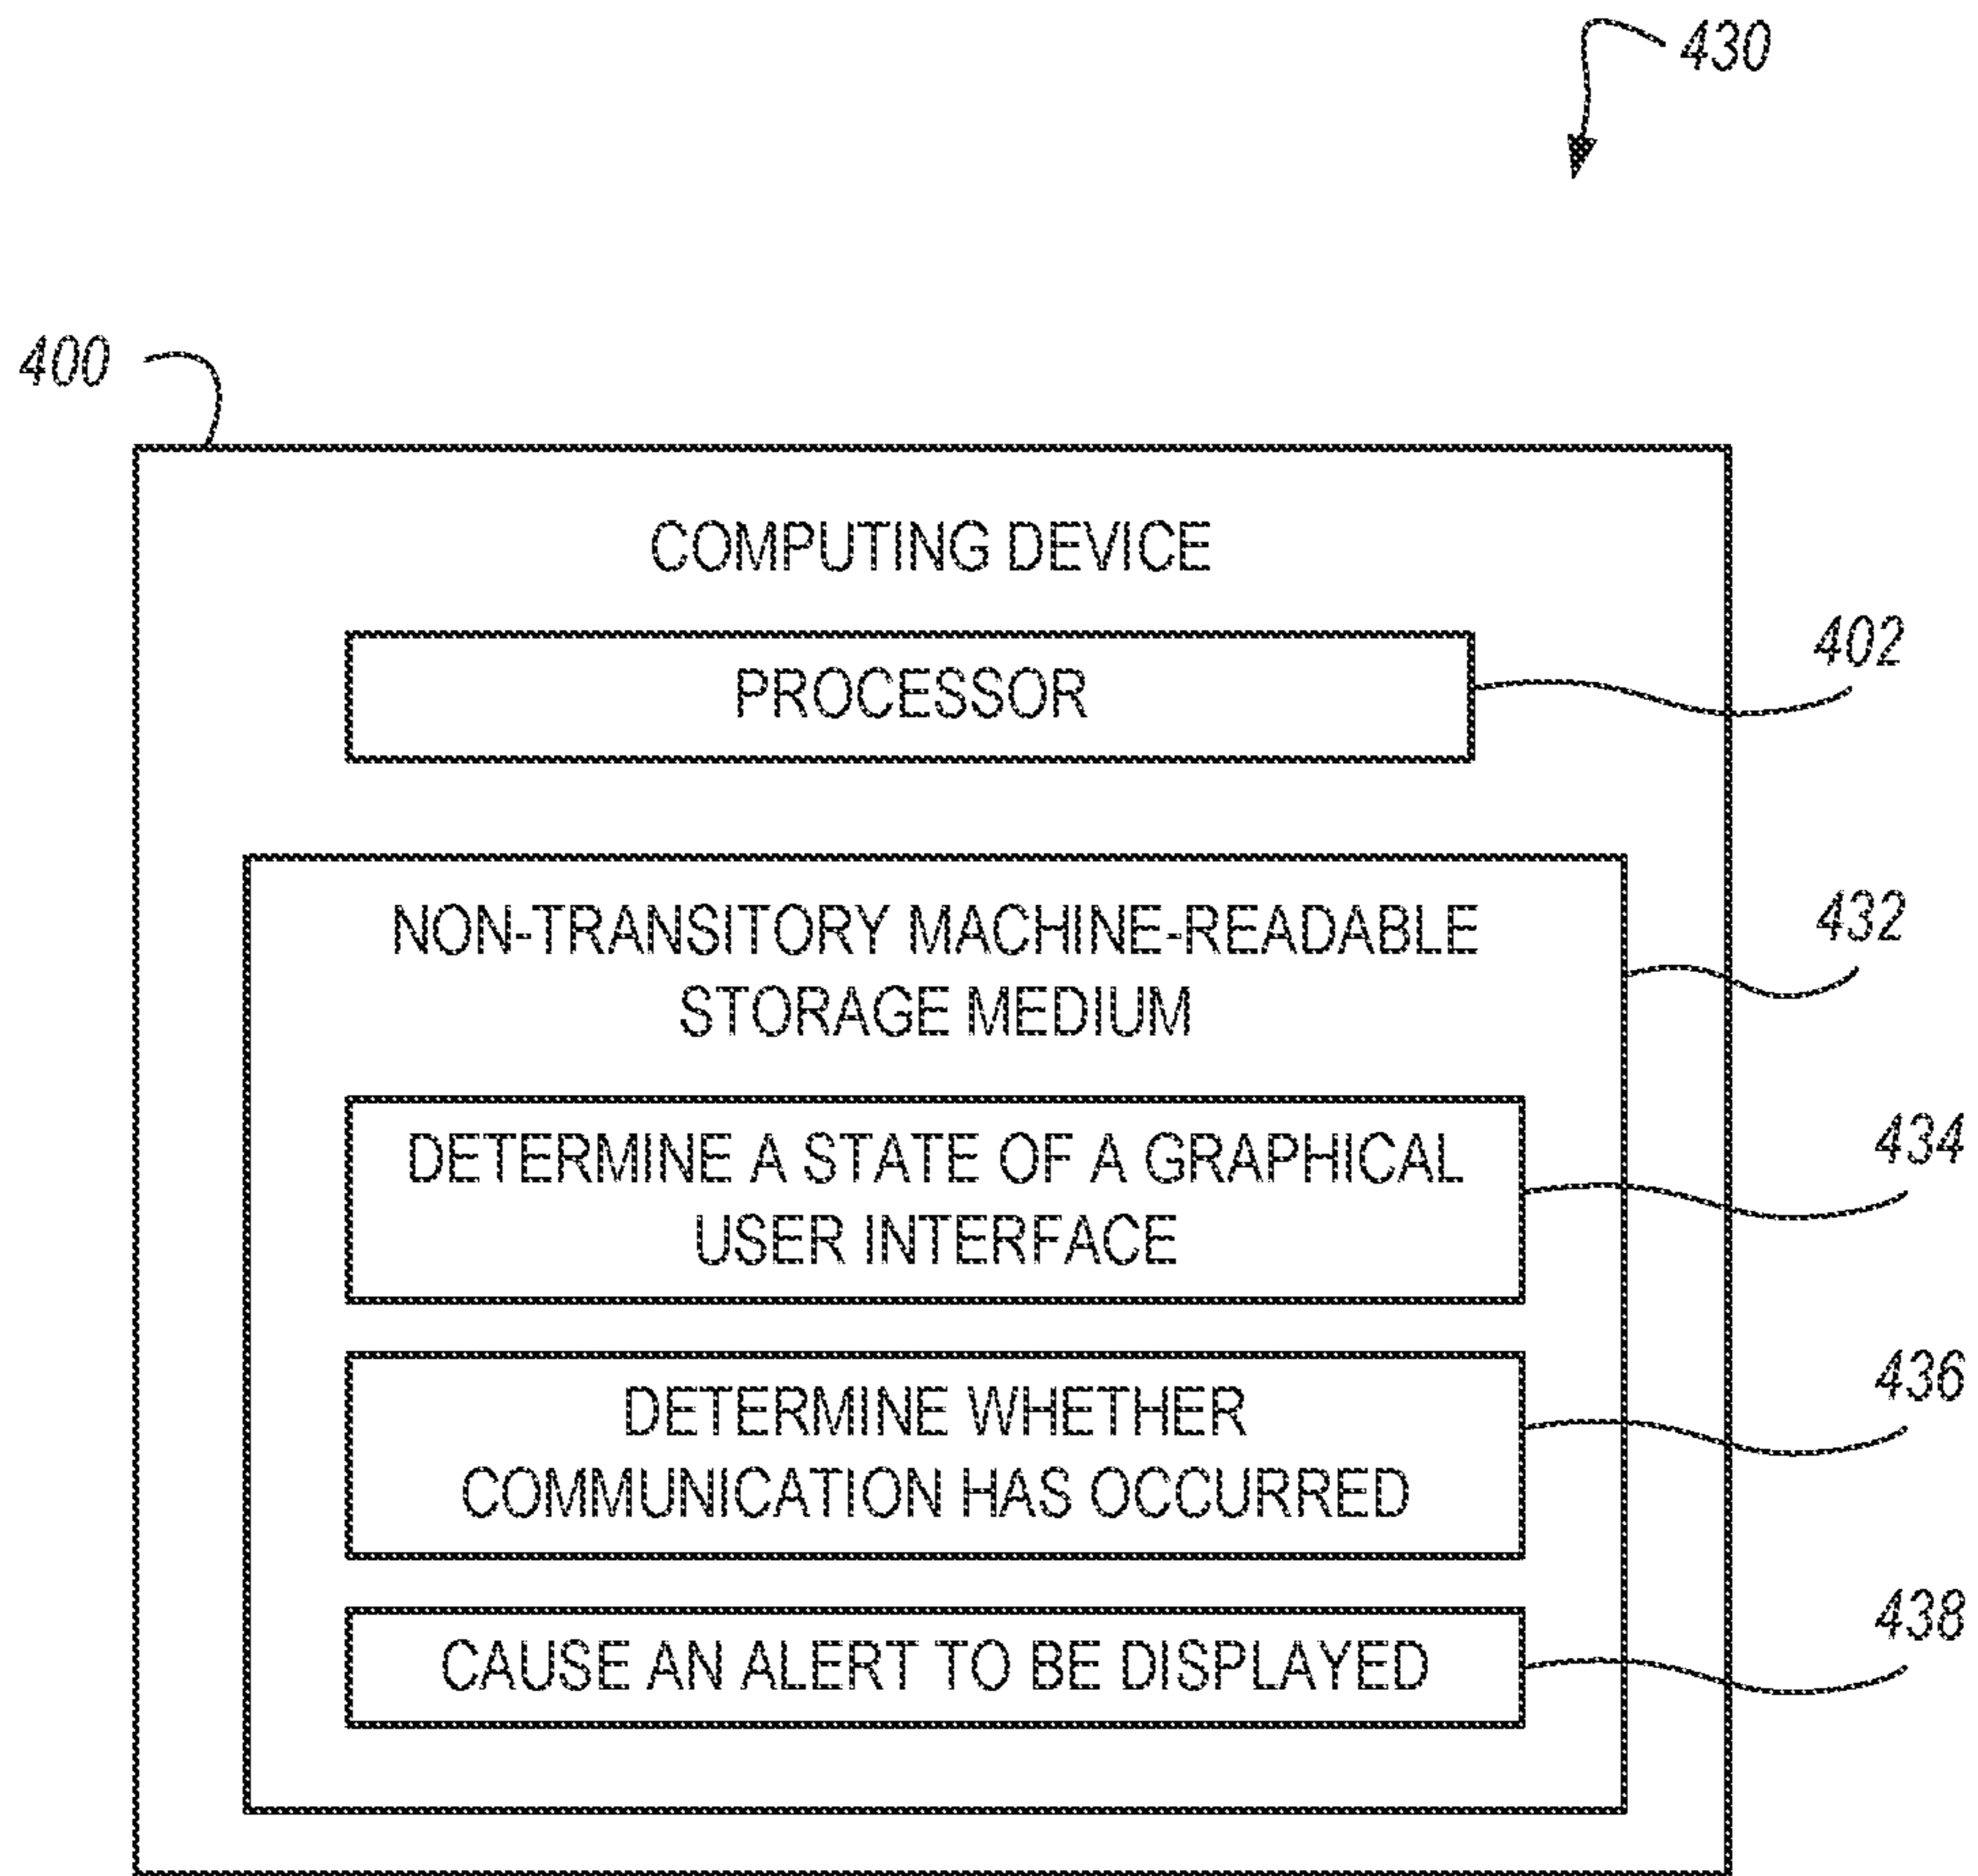 430
400
COMPUTING DEVICE
PROCESSOR
402
NON-TRANSITORY MACHINE-READABLE
STORAGE MEDIUM
432
DETERMINE A STATE OF A GRAPHICAL
USER INTERFACE
434
DETERMINE WHETHER
COMMUNICATION HAS OCCURRED
436
CAUSE AN ALERT TO BE DISPLAYED
438